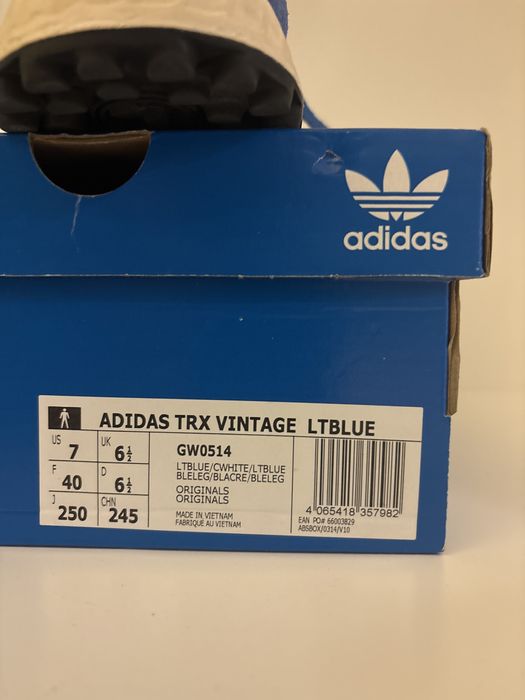 adidas
ADIDAS TRX VINTAGE LTBLUE
US 7 UK 6½
F 40 D 6½
J 250 CHN 245
GW0514
LTBLUE/CWHITE/LTBLUE
BLELEG/BLACRE/BLELEG
ORIGINALS
ORIGINALS
MADE IN VIETNAM
FABRIQUÉ AU VIETNAM
4 065418 357982
EAN PO# 66003829
ABSBOX/0314/V10